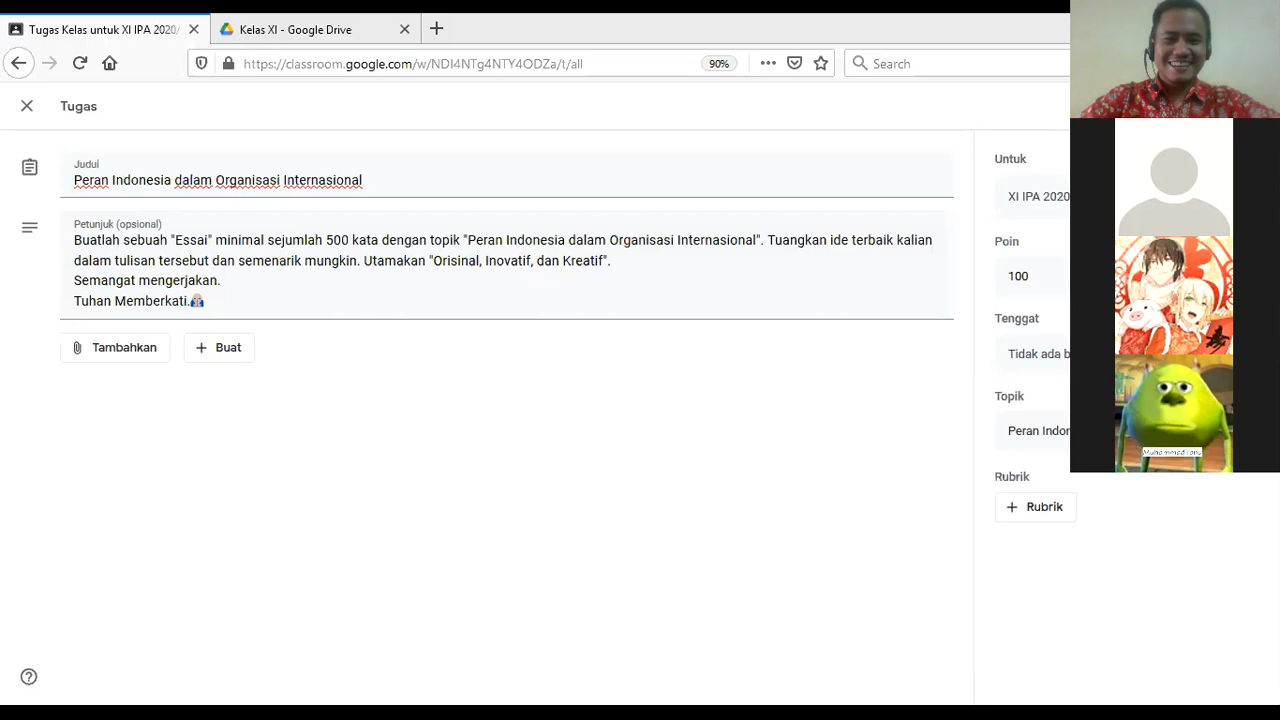 Tugas Kelas untuk XI IPA 2020/
Kelas XI - Google Drive
https://classroom.google.com/w/NDI4NTg4NTY4ODZa/t/all
90%
Search
Tugas
Judul
Peran Indonesia dalam Organisasi Internasional
Petunjuk (opsional)
Buatlah sebuah "Essai" minimal sejumlah 500 kata dengan topik "Peran Indonesia dalam Organisasi Internasional". Tuangkan ide terbaik kalian
dalam tulisan tersebut dan semenarik mungkin. Utamakan "Orisinal, Inovatif, dan Kreatif".
Semangat mengerjakan.
Tuhan Memberkati.
Tambahkan
Buat
Untuk
XI IPA 2020
Poin
100
Tenggat
Tidak ada b
Topik
Peran Indon
Rubrik
Rubrik